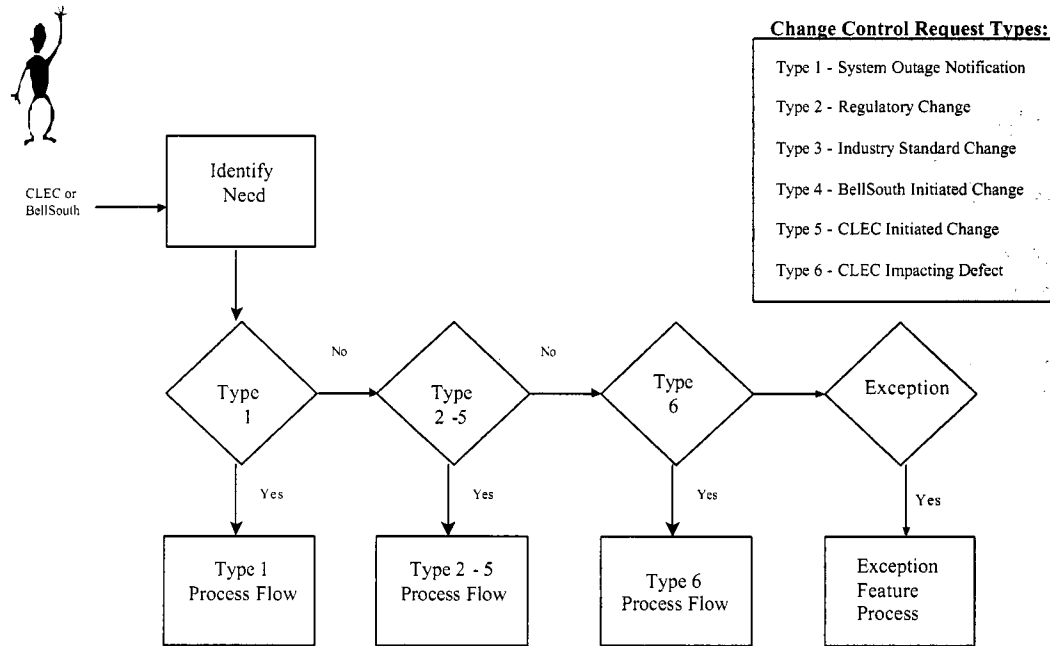 Change Control Request Types:
Type 1 - System Outage Notification
Type 2 - Regulatory Change
Type 3 - Industry Standard Change
Type 4 - BellSouth Initiated Change
Type 5 - CLEC Initiated Change
Type 6 - CLEC Impacting Defect
Identify
Need
CLEC or
BellSouth
No
No
Type
1
Type
2 -5
Type
6
Exception
Yes
Yes
Yes
Yes
Type 1
Process Flow
Type 2 - 5
Process Flow
Type 6
Process Flow
Exception
Feature
Process